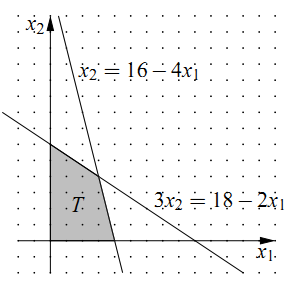 x₂
x₂ = 16 − 4x₁
T
3x₂ = 18 − 2x₁
x₁